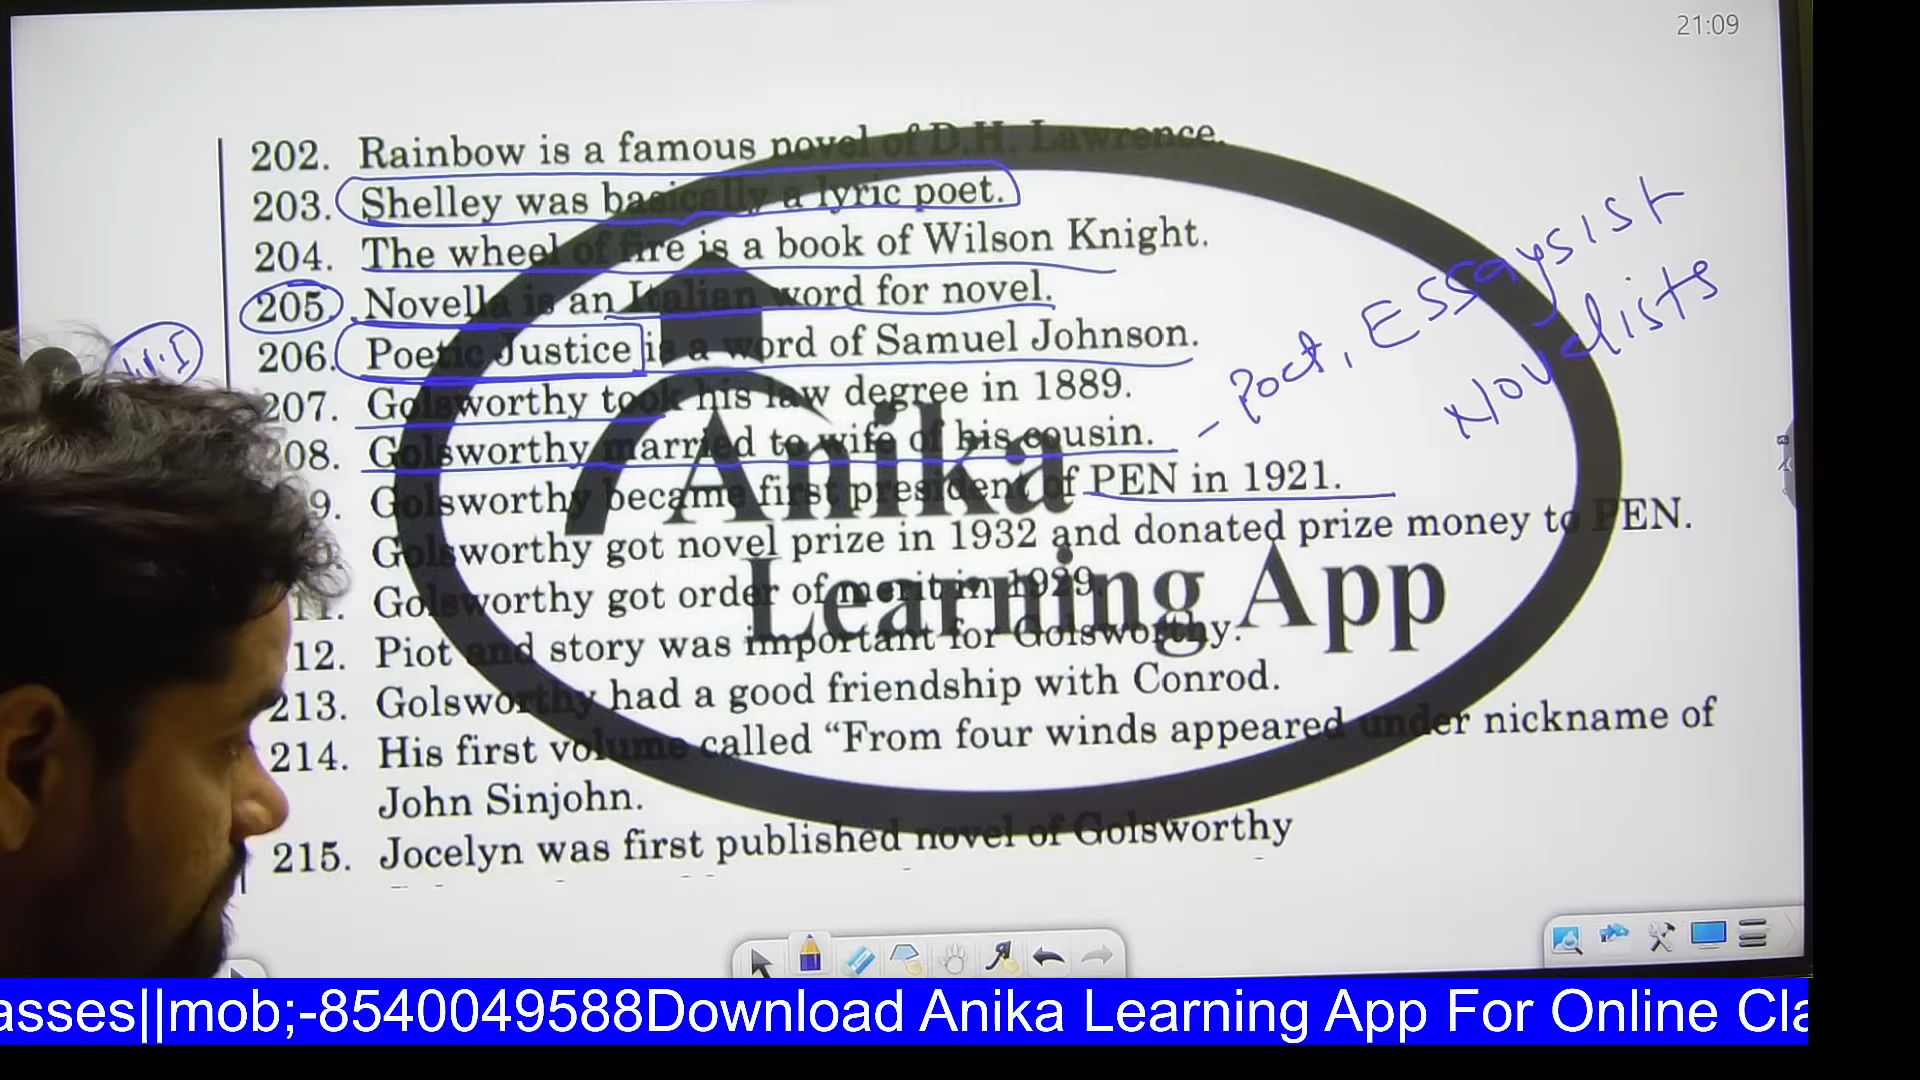 21:09
202. Rainbow is a famous novel of D.H. Lawrence.
203. Shelley was basically a lyric poet.
204. The wheel of fire is a book of Wilson Knight.
205. Novella is an Italian word for novel.
206. Poetic Justice is a word of Samuel Johnson.
207. Golsworthy took his law degree in 1889.
08. Golsworthy married to wife of his cousin.
9. Golsworthy became first president of PEN in 1921.
Golsworthy got novel prize in 1932 and donated prize money to PEN.
11. Golsworthy got order of merit in 1929.
12. Piot and story was important for Golsworthy.
213. Golsworthy had a good friendship with Conrod.
214. His first volume called “From four winds appeared under nickname of
John Sinjohn.
215. Jocelyn was first published novel of Golsworthy
- Poet, Essaysist
Novelists
Anika
Learning App
asses||mob;-8540049588Download Anika Learning App For Online Cla